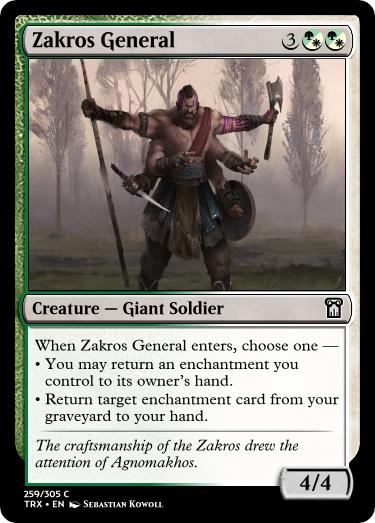 Zakros General 3
Creature — Giant Soldier
When Zakros General enters, choose one —
• You may return an enchantment you
control to its owner's hand.
• Return target enchantment card from your
graveyard to your hand.
The craftsmanship of the Zakros drew the
attention of Agnomakhos.
4/4
259/305 C
TRX • EN Sebastian Kowoll